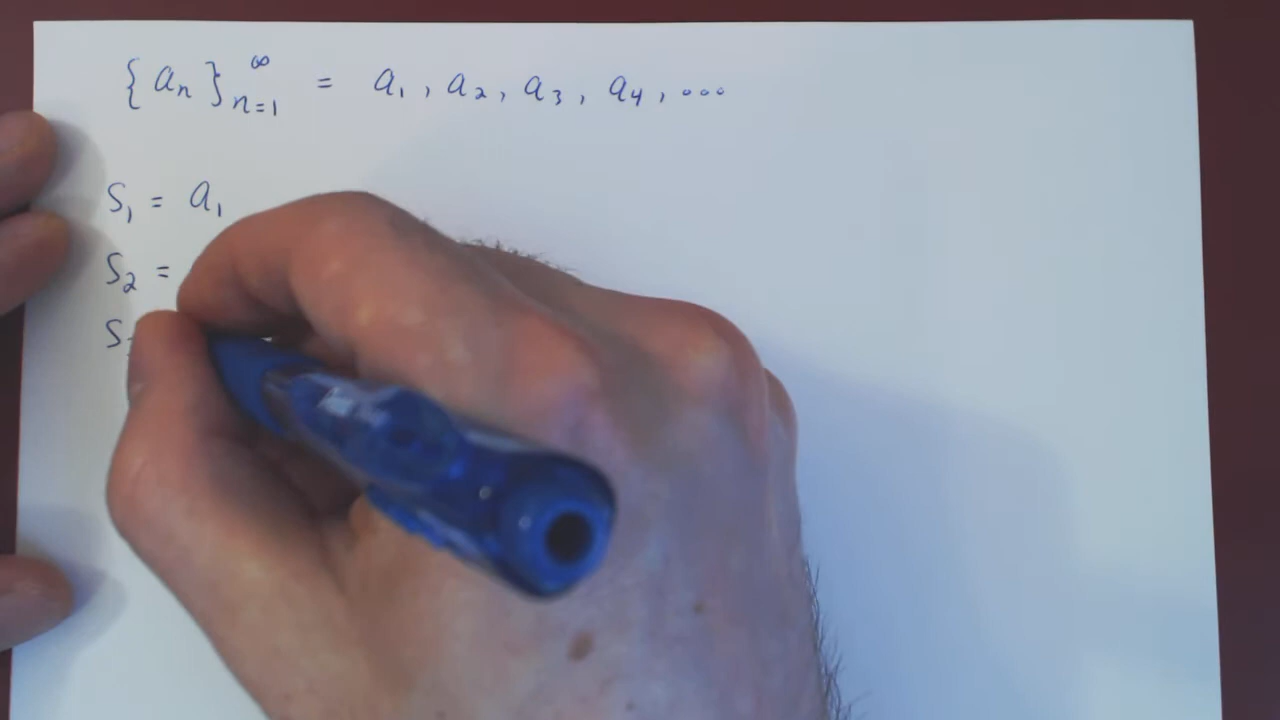 {aₙ}ₙ₌₁^∞ = a₁, a₂, a₃, a₄, ...
S₁ = a₁
S₂ =
S